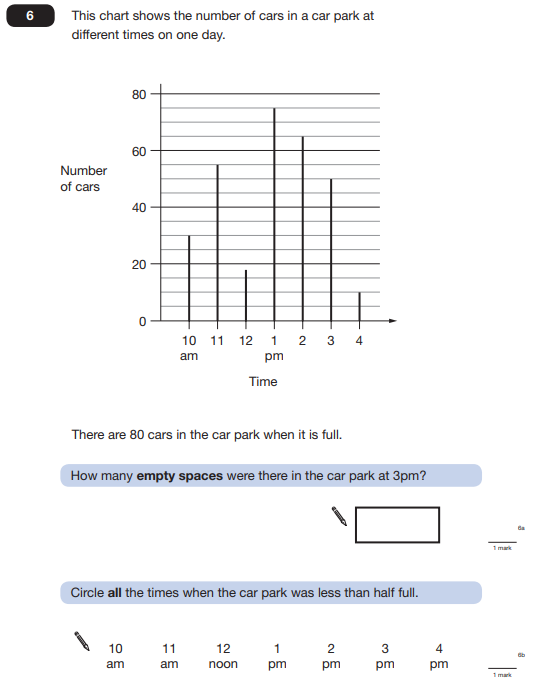 6
This chart shows the number of cars in a car park at
different times on one day.
80
60
Number
of cars
40
20
0
10 11 12 1 2 3 4
am pm
Time
There are 80 cars in the car park when it is full.
How many empty spaces were there in the car park at 3pm?
6a
1 mark
Circle all the times when the car park was less than half full.
10 11 12 1 2 3 4
am am noon pm pm pm pm
6b
1 mark